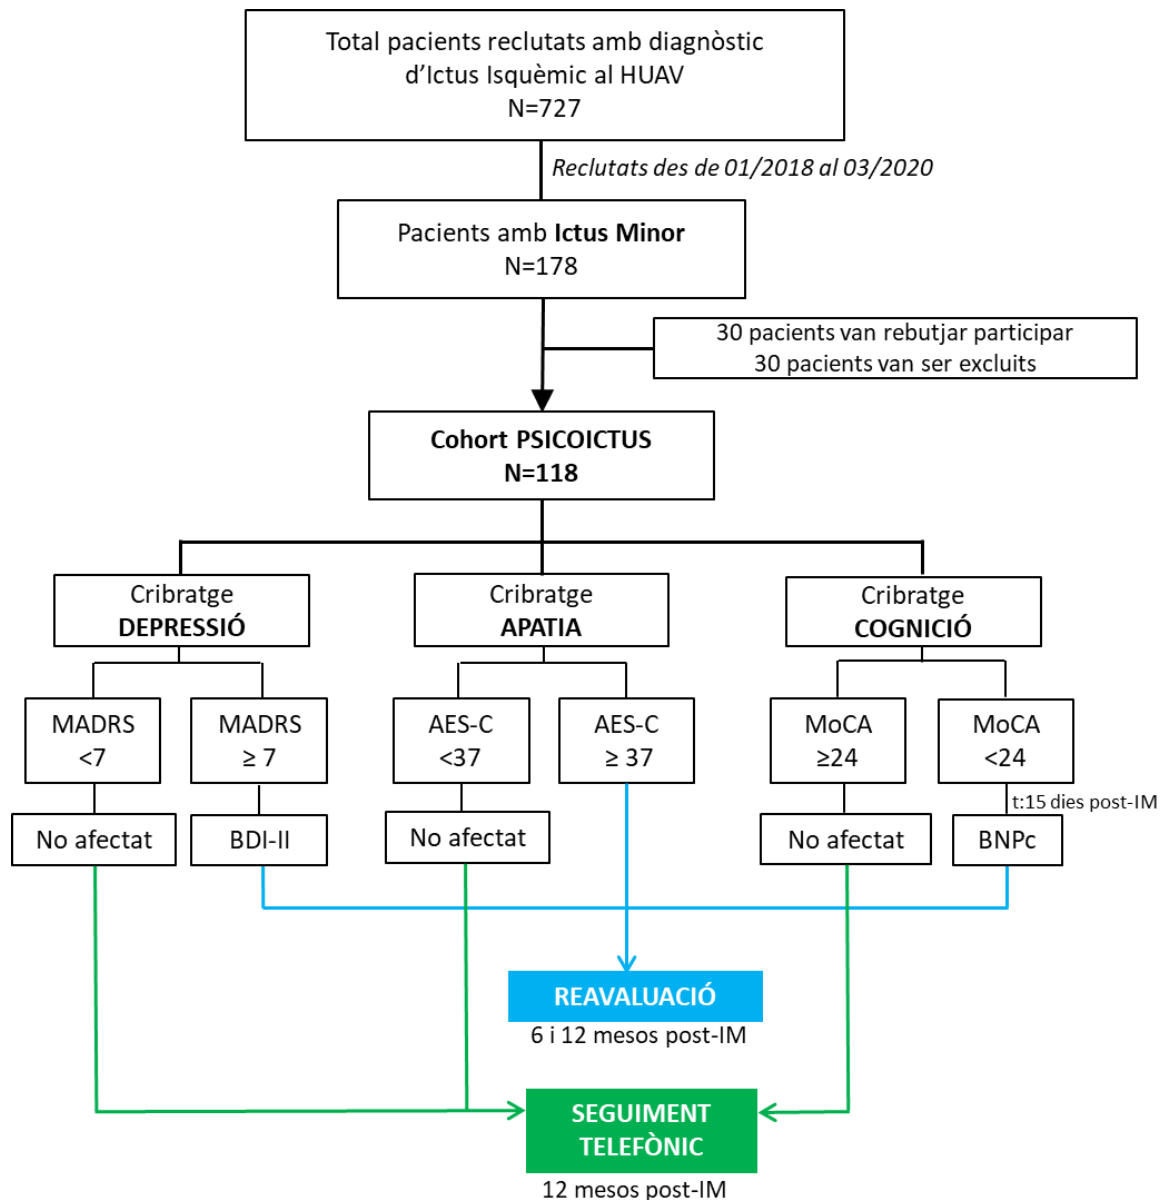 Total pacients reclutats amb diagnòstic
d'Ictus Isquèmic al HUAV
N=727
Reclutats des de 01/2018 al 03/2020
Pacients amb Ictus Minor
N=178
30 pacients van rebutjar participar
30 pacients van ser excluits
Cohort PSICOICTUS
N=118
Cribratge
DEPRESSIÓ
Cribratge
APATIA
Cribratge
COGNICIÓ
MADRS
<7
MADRS
≥ 7
AES-C
<37
AES-C
≥ 37
MoCA
≥24
MoCA
<24
t:15 dies post-IM
No afectat
BDI-II
No afectat
No afectat
BNPc
REAVALUACIÓ
6 i 12 mesos post-IM
SEGUIMENT
TELEFÒNIC
12 mesos post-IM